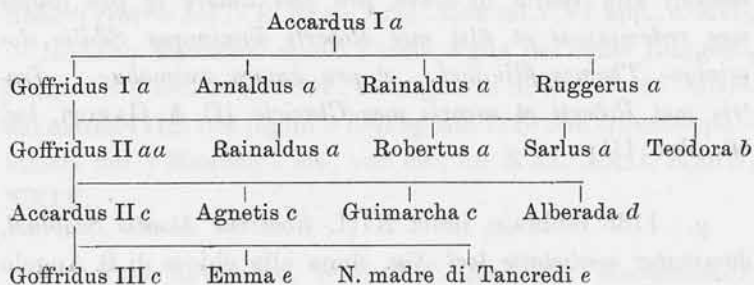 Accardus I a
Goffridus I a Arnaldus a Rainaldus a Ruggerus a
Goffridus II aa Rainaldus a Robertus a Sarlus a Teodora b
Accardus II c Agnetis c Guimarcha c Alberada d
Goffridus III c Emma e N. madre di Tancredi e